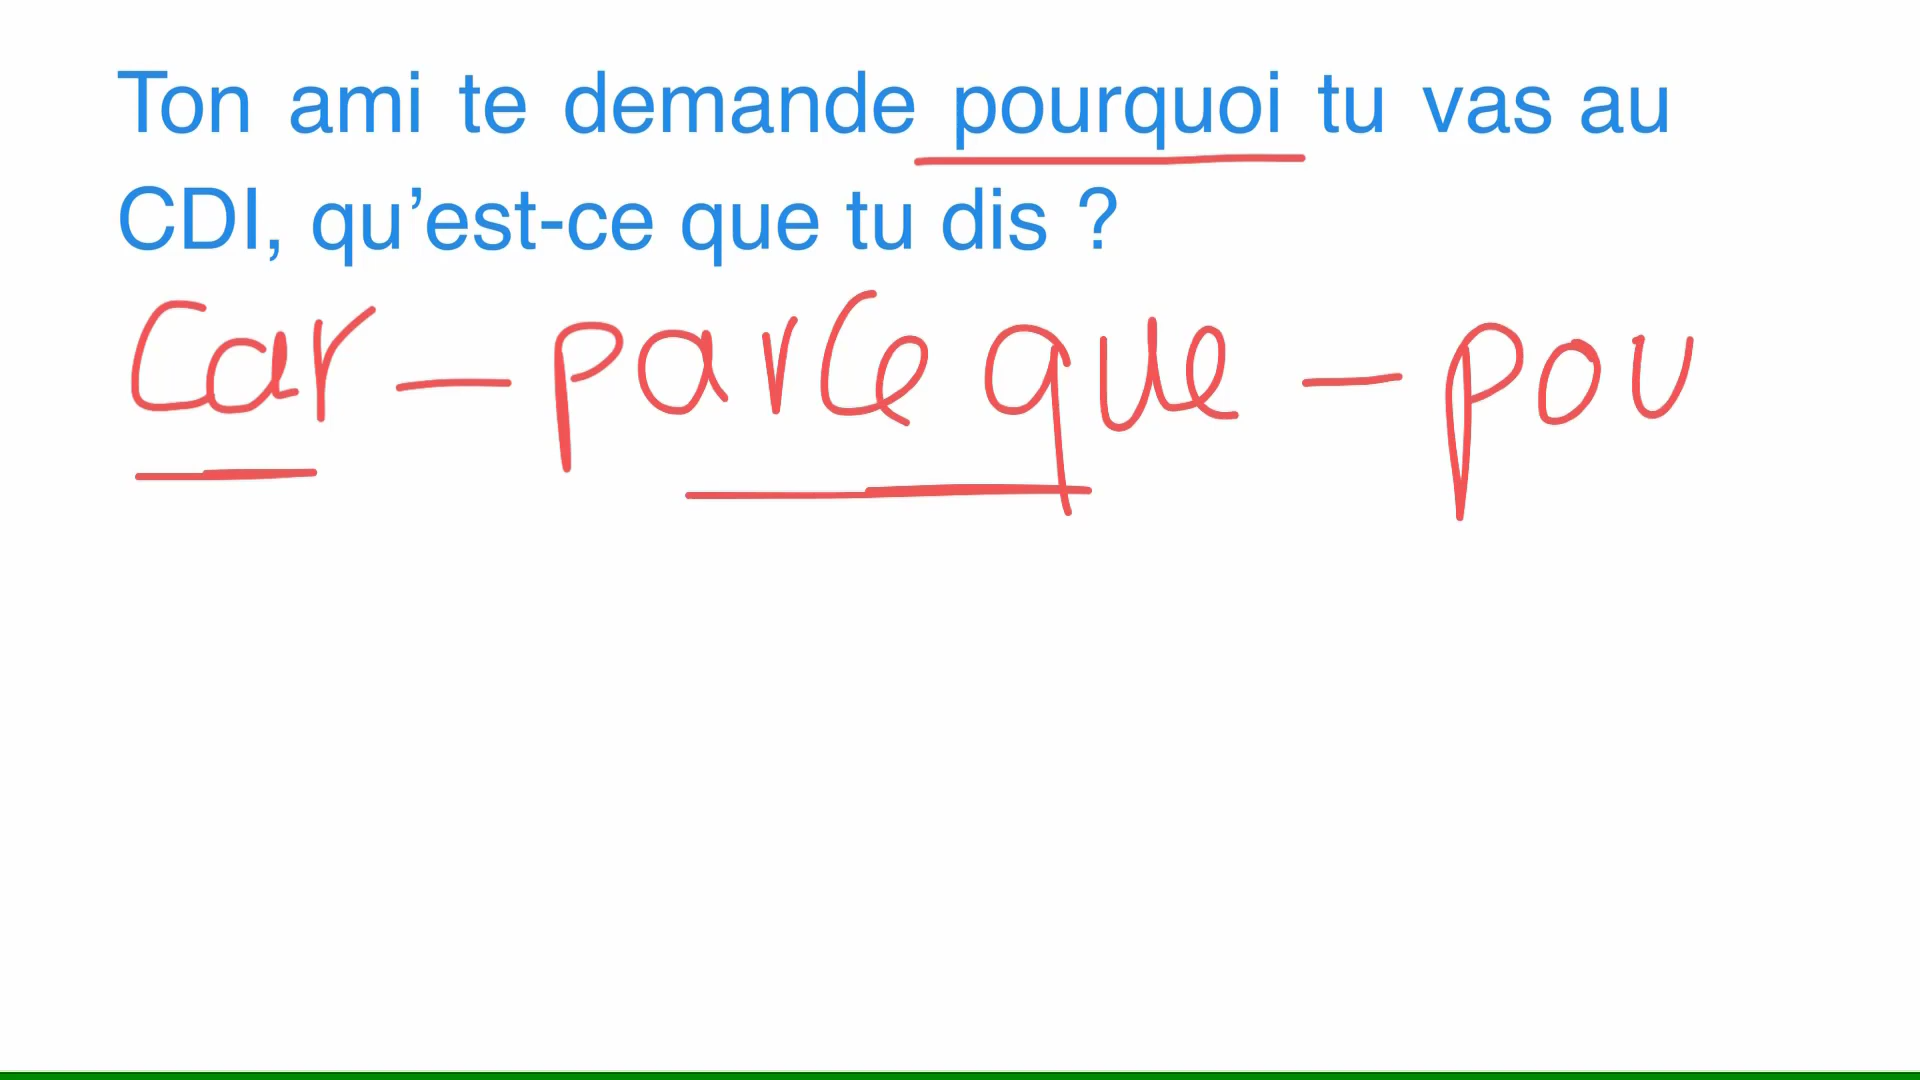 Ton ami te demande pourquoi tu vas au
CDI, qu’est-ce que tu dis ?
Car - parce que - pou